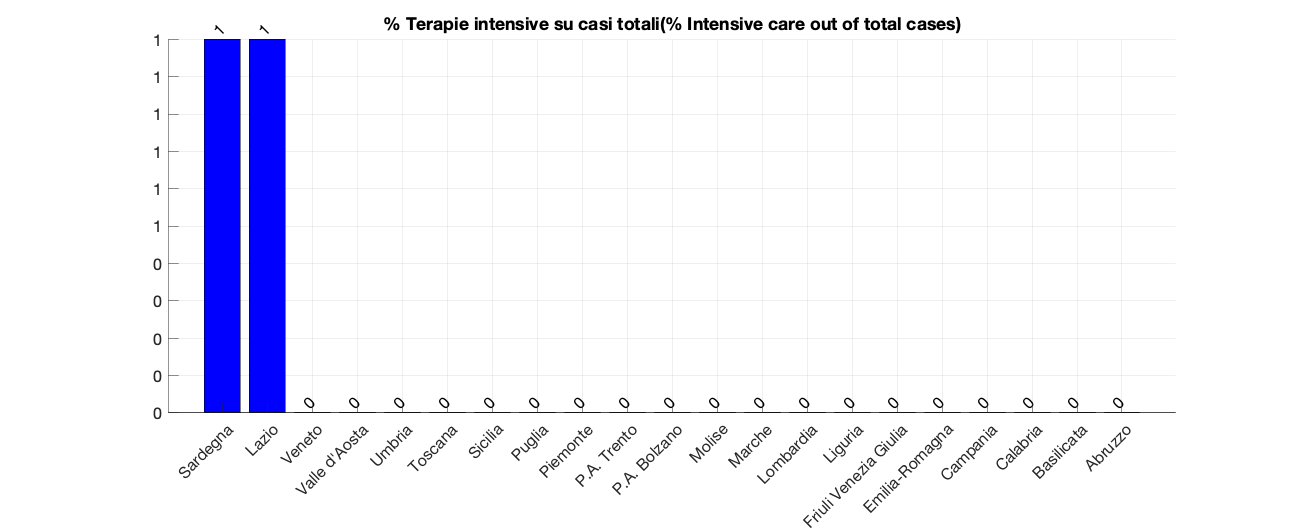 % Terapie intensive su casi totali(% Intensive care out of total cases)
1 1
1
1
1
1
1
1
0
0
0
0
0
0 0 0 0 0 0 0 0 0 0 0 0 0 0 0 0 0 0 0
Sardegna
Lazio
Veneto
Valle d'Aosta
Umbria
Toscana
Sicilia
Puglia
Piemonte
P.A. Trento
P.A. Bolzano
Molise
Marche
Lombardia
Liguria
Friuli Venezia Giulia
Emilia-Romagna
Campania
Calabria
Basilicata
Abruzzo